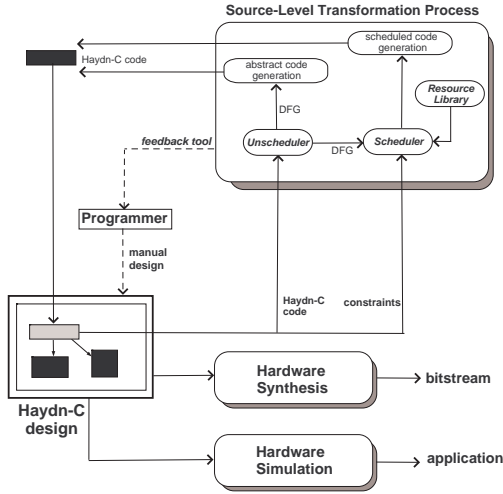 Source-Level Transformation Process
scheduled code
generation
Haydn-C code
abstract code
generation
Resource
Library
DFG
feedback tool
Unscheduler
DFG
Scheduler
Programmer
manual
design
Haydn-C
code
constraints
Haydn-C
design
Hardware
Synthesis
bitstream
Hardware
Simulation
application